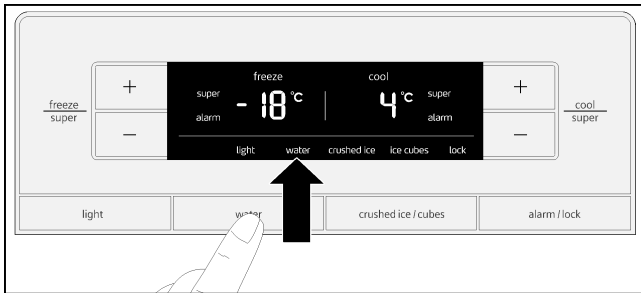 freeze
super
+
−
freeze cool
super - 18 °C 4 °C super
alarm alarm
light water crushed ice ice cubes lock
+
−
cool
super
light water crushed ice / cubes alarm / lock